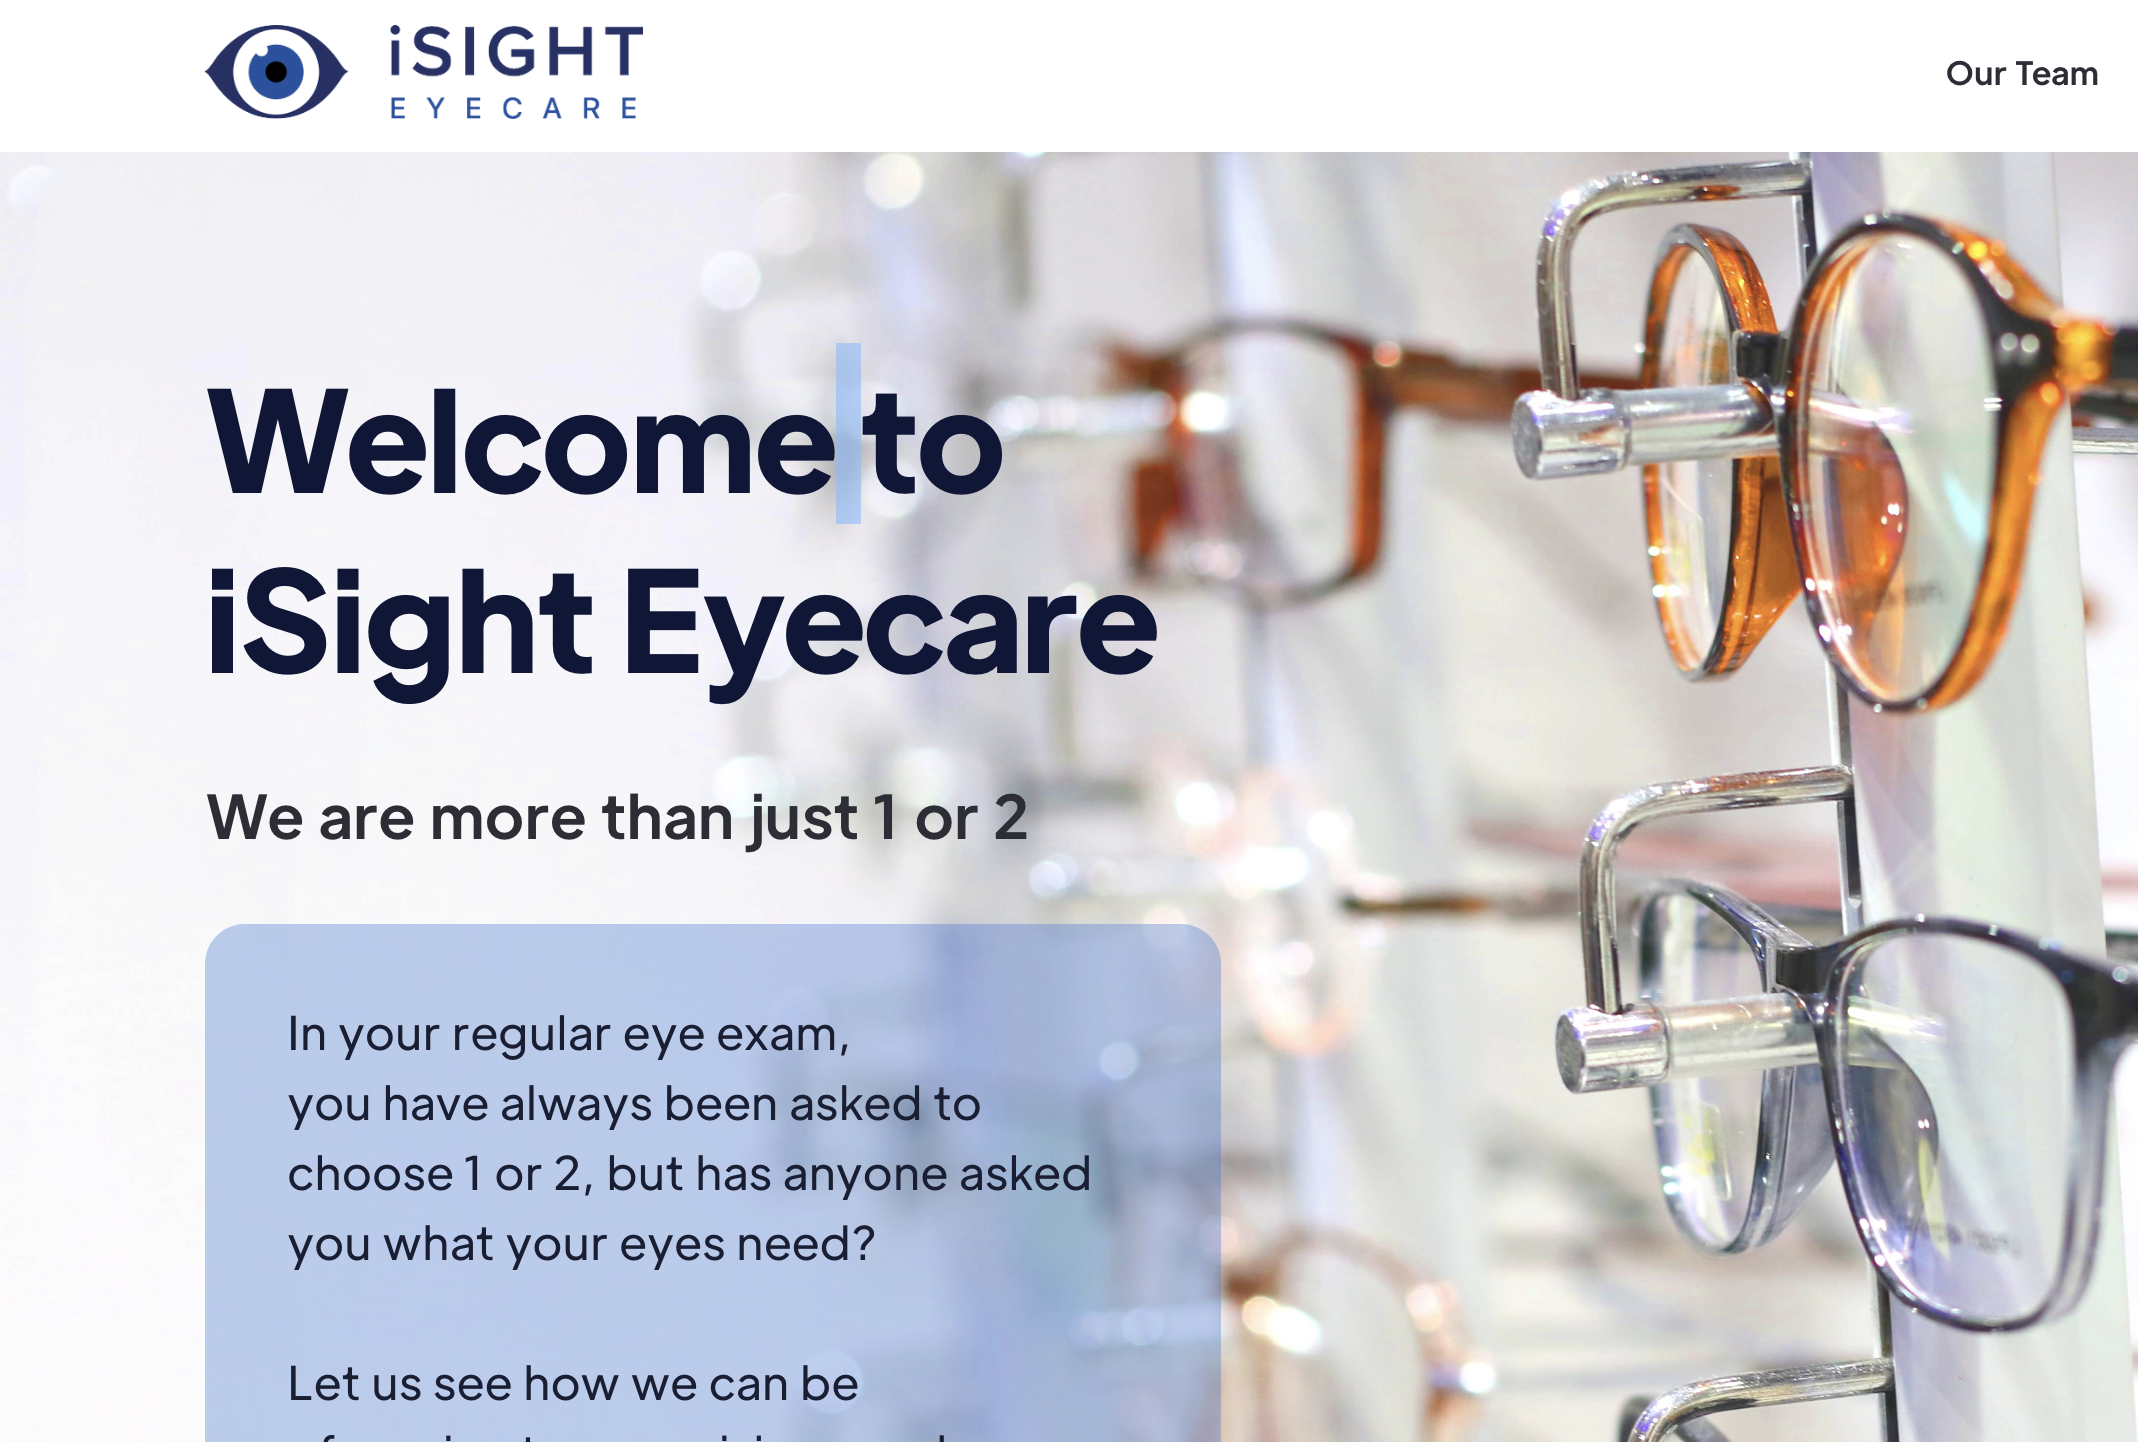 iSIGHT
EYECARE
Our Team
Welcome to
iSight Eyecare
We are more than just 1 or 2
In your regular eye exam,
you have always been asked to
choose 1 or 2, but has anyone asked
you what your eyes need?
Let us see how we can be